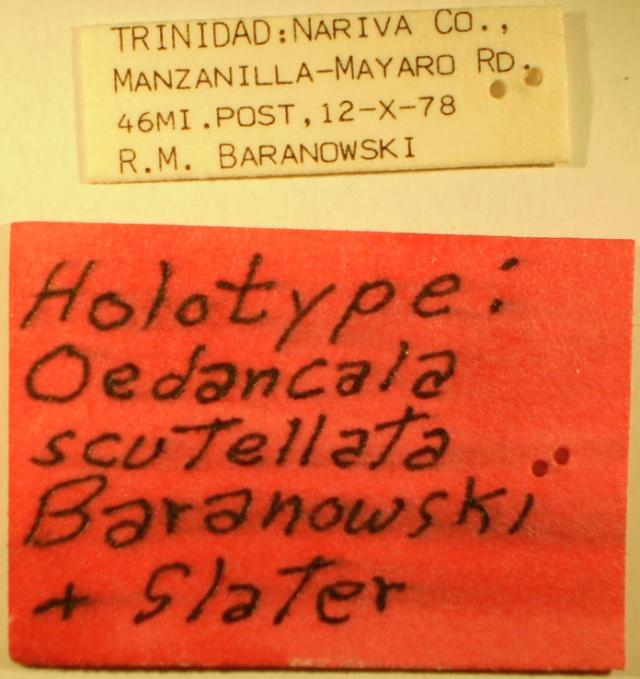 TRINIDAD:NARIVA CO.,
MANZANILLA-MAYARO RD.
46MI.POST,12-X-78
R.M. BARANOWSKI
Holotype:
Oedancala
scutellata
Baranowski
+ Slater